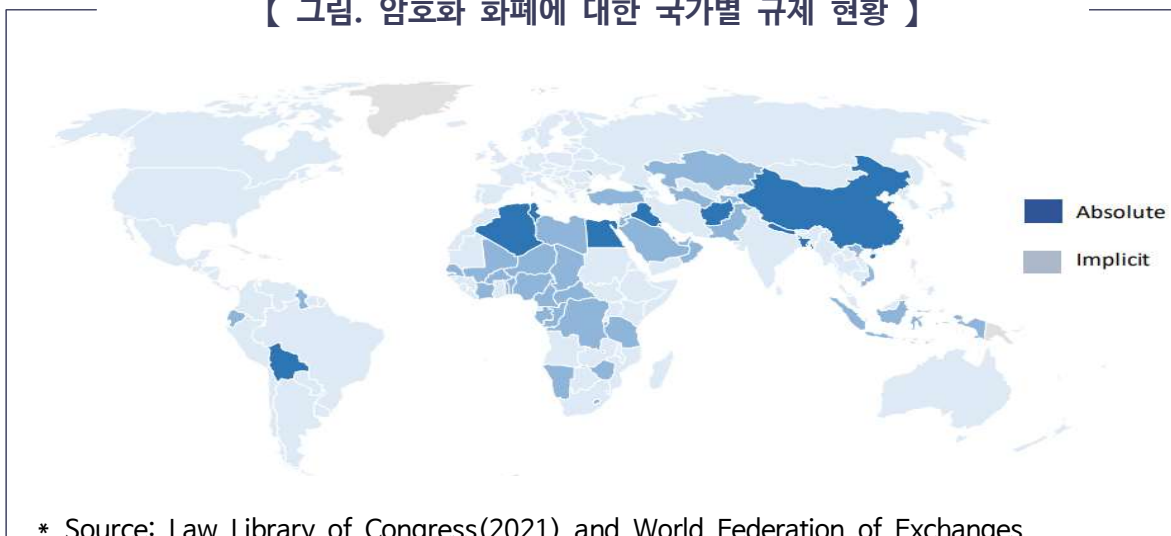 【 그림. 암호화 화폐에 대한 국가별 규제 현황 】
Absolute
Implicit
* Source: Law Library of Congress(2021) and World Federation of Exchanges